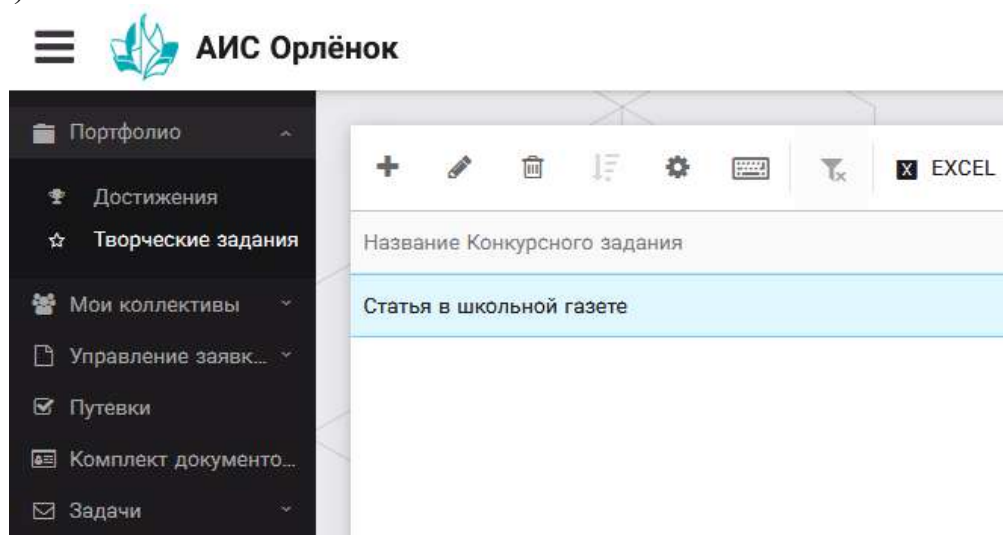 )
АИС Орлёнок
Портфолио
Достижения
Творческие задания
Мои коллективы
Управление заявк...
Путевки
Комплект документо...
Задачи
X EXCEL
Название Конкурсного задания
Статья в школьной газете